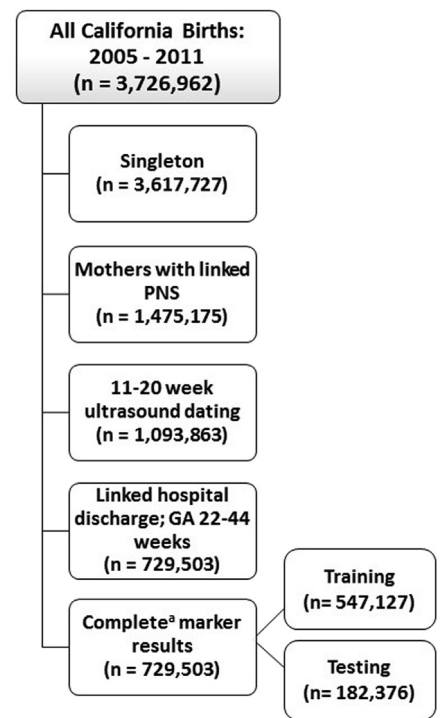 All California Births:
2005 - 2011
(n = 3,726,962)
Singleton
(n = 3,617,727)
Mothers with linked
PNS
(n = 1,475,175)
11-20 week
ultrasound dating
(n = 1,093,863)
Linked hospital
discharge; GA 22-44
weeks
(n = 729,503)
Completeᵃ marker
results
(n = 729,503)
Training
(n= 547,127)
Testing
(n= 182,376)